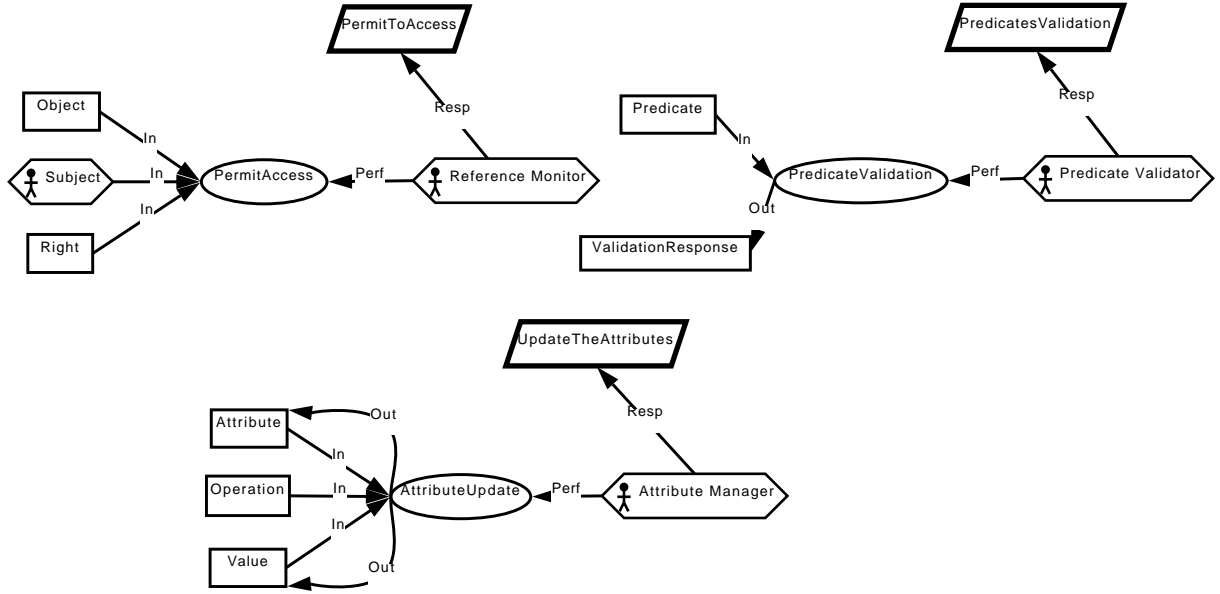 PermitToAccess
Resp
Object
In
Subject
In
PermitAccess
Perf
Reference Monitor
In
Right
PredicatesValidation
Resp
Predicate
In
PredicateValidation
Perf
Predicate Validator
Out
ValidationResponse
UpdateTheAttributes
Resp
Out
Attribute
In
Operation
In
AttributeUpdate
Perf
Attribute Manager
In
Value
Out